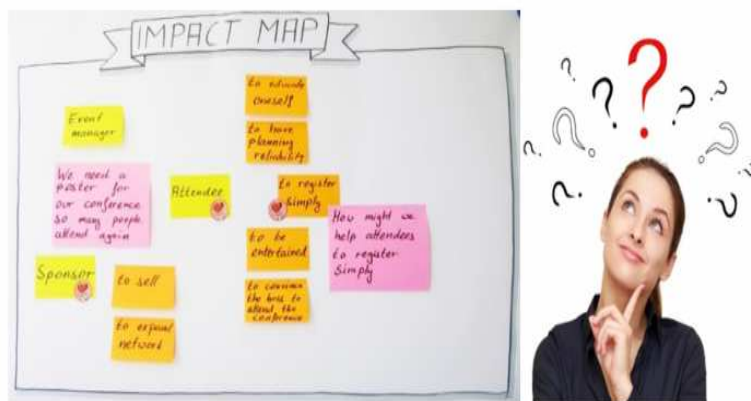 IMPACT MAP
Event
manager
We need a
poster for
our conference
so many people
attend again
Sponsor
to sell
to expand
network
Attendee
to educate
oneself
to have
planning
reliability
to register
simply
to be
entertained
to convince
the boss to
attend the
conference
How might we
help attendees
to register
simply